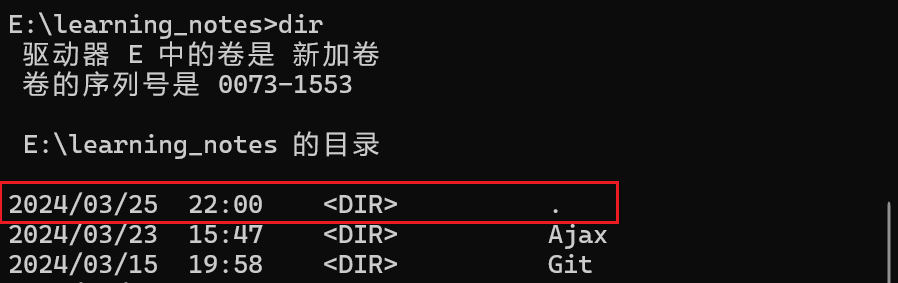 E:\learning_notes>dir
驱动器 E 中的卷是 新加卷
卷的序列号是 0073-1553
E:\learning_notes 的目录
2024/03/25  22:00    <DIR>          .
2024/03/23  15:47    <DIR>          Ajax
2024/03/15  19:58    <DIR>          Git